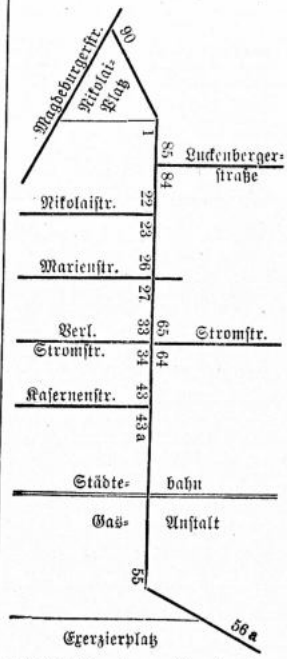 Magdeburgerstr.
90
Nikolai-
Platz
1
85
Luckenberger-
84
straße
Nikolaistr.
22
23
Marienstr.
26
27
Verl.
33
65
Stromstr.
Stromstr.
34
64
Kasernenstr.
43
43a
Städte- bahn
Gas- Anstalt
55
56a
Exerzierplatz